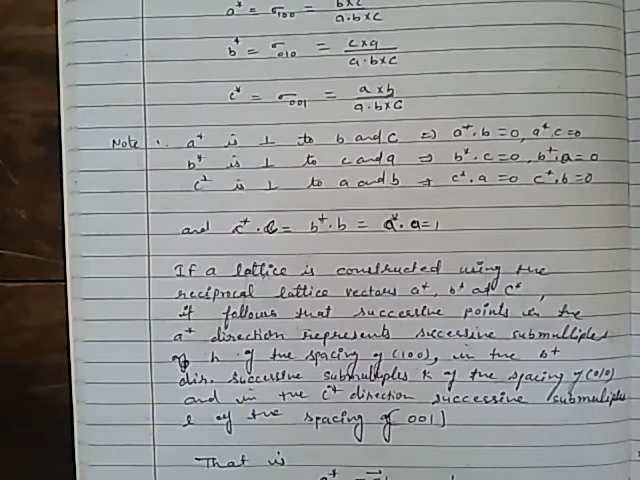 a* = σ₁₀₀ = b×c / a·b×c
b* = σ₀₁₀ = c×a / a·b×c
c* = σ₀₀₁ = a×b / a·b×c
Note :. a* is ⊥ to b and c ⇒ a*·b=0, a*·c=0
b* is ⊥ to c and a ⇒ b*·c=0, b*·a=0
c* is ⊥ to a and b → c*·a=0 c*·b=0
and c*·c = b*·b = a*·a=1
If a lattice is constructed using the
reciprocal lattice vectors a*, b* ad c*,
it follows that successive points in the
a* direction represents successive submultiples
h of the spacing of (100), in the b*
dir. successive submultiples k of the spacing of (010)
and in the c* direction successive submultiple
l of the spacing of 001)
That is
a*